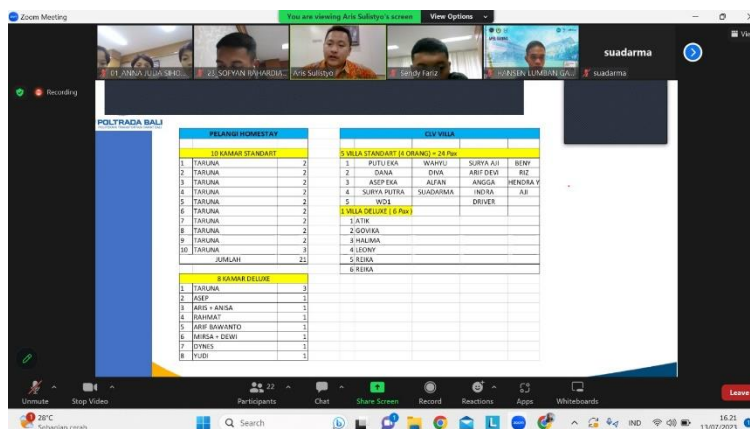 Zoom Meeting
You are viewing Aris Sulistyo's screen View Options
01_ANNA JULIA SIHO... 23_SOFYAN RAHARDIA... Aris Sulistyo Sendy Fariz HANSEN LUMBAN GA... suadarma
suadarma
Recording
POLTRADA BALI
PELANGI HOMESTAY
10 KAMAR STANDART
1 TARUNA 2
2 TARUNA 2
3 TARUNA 2
4 TARUNA 2
5 TARUNA 2
6 TARUNA 2
7 TARUNA 2
8 TARUNA 2
9 TARUNA 2
10 TARUNA 3
JUMLAH 21
8 KAMAR DELUXE
1 TARUNA 3
2 ASEP 1
3 ARIS + ANISA 1
4 RAHMAT 1
5 ARIF BAWANTO 1
6 MIRSA + DEWI 1
7 DYNES 1
8 YUDI 1
CLV VILLA
5 VILLA STANDART (4 ORANG) = 24 Pax
1 PUTU EKA WAHYU SURYA AJI BENY
2 DANA DIVA ARIF DEVI RIZ
3 ASEP EKA ALFAN ANGGA HENDRA Y
4 SURYA PUTRA SUADARMA INDRA AJI
5 WD1 DRIVER
1 VILLA DELUXE ( 6 Pax )
1 ATIK
2 GOVIKA
3 HALIMA
4 LEONY
5 REIKA
6 REIKA
Unmute Stop Video Participants 22 Chat Share Screen Record Reactions Apps Whiteboards Leave
28°C
Sebagian cerah
Search
IND
16.21
13/07/2023